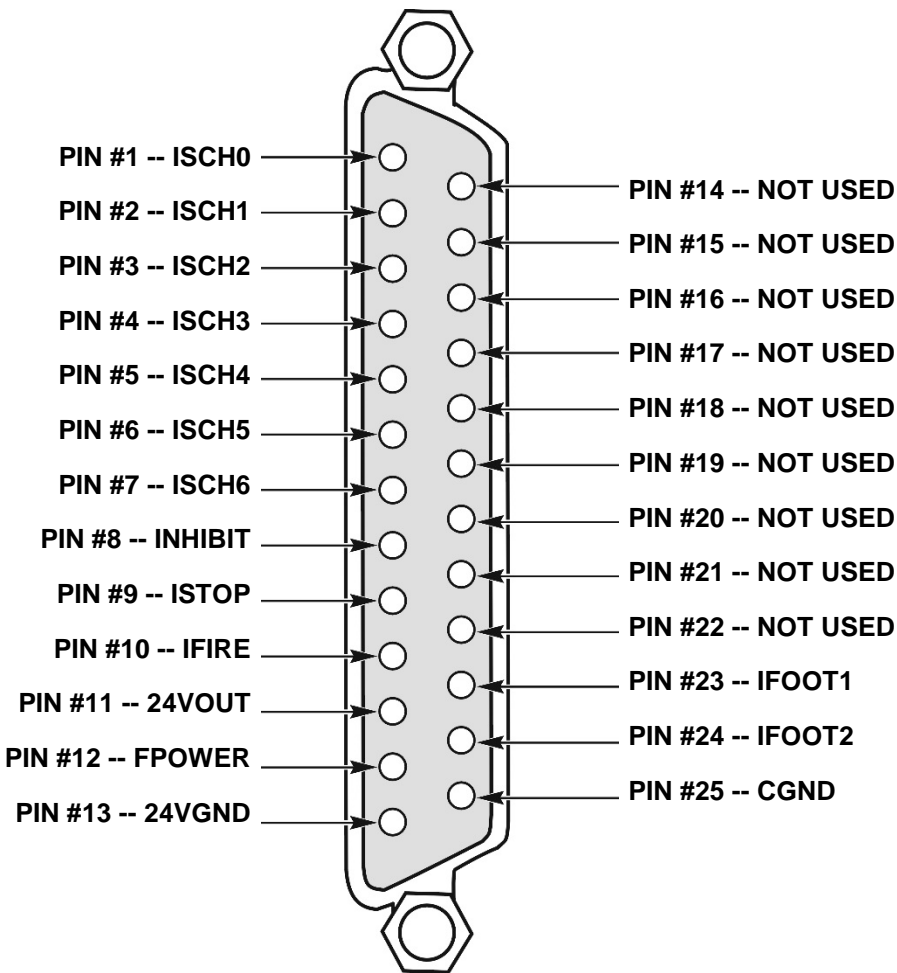 PIN #1 -- ISCH0
PIN #2 -- ISCH1
PIN #3 -- ISCH2
PIN #4 -- ISCH3
PIN #5 -- ISCH4
PIN #6 -- ISCH5
PIN #7 -- ISCH6
PIN #8 -- INHIBIT
PIN #9 -- ISTOP
PIN #10 -- IFIRE
PIN #11 -- 24VOUT
PIN #12 -- FPOWER
PIN #13 -- 24VGND
PIN #14 -- NOT USED
PIN #15 -- NOT USED
PIN #16 -- NOT USED
PIN #17 -- NOT USED
PIN #18 -- NOT USED
PIN #19 -- NOT USED
PIN #20 -- NOT USED
PIN #21 -- NOT USED
PIN #22 -- NOT USED
PIN #23 -- IFOOT1
PIN #24 -- IFOOT2
PIN #25 -- CGND